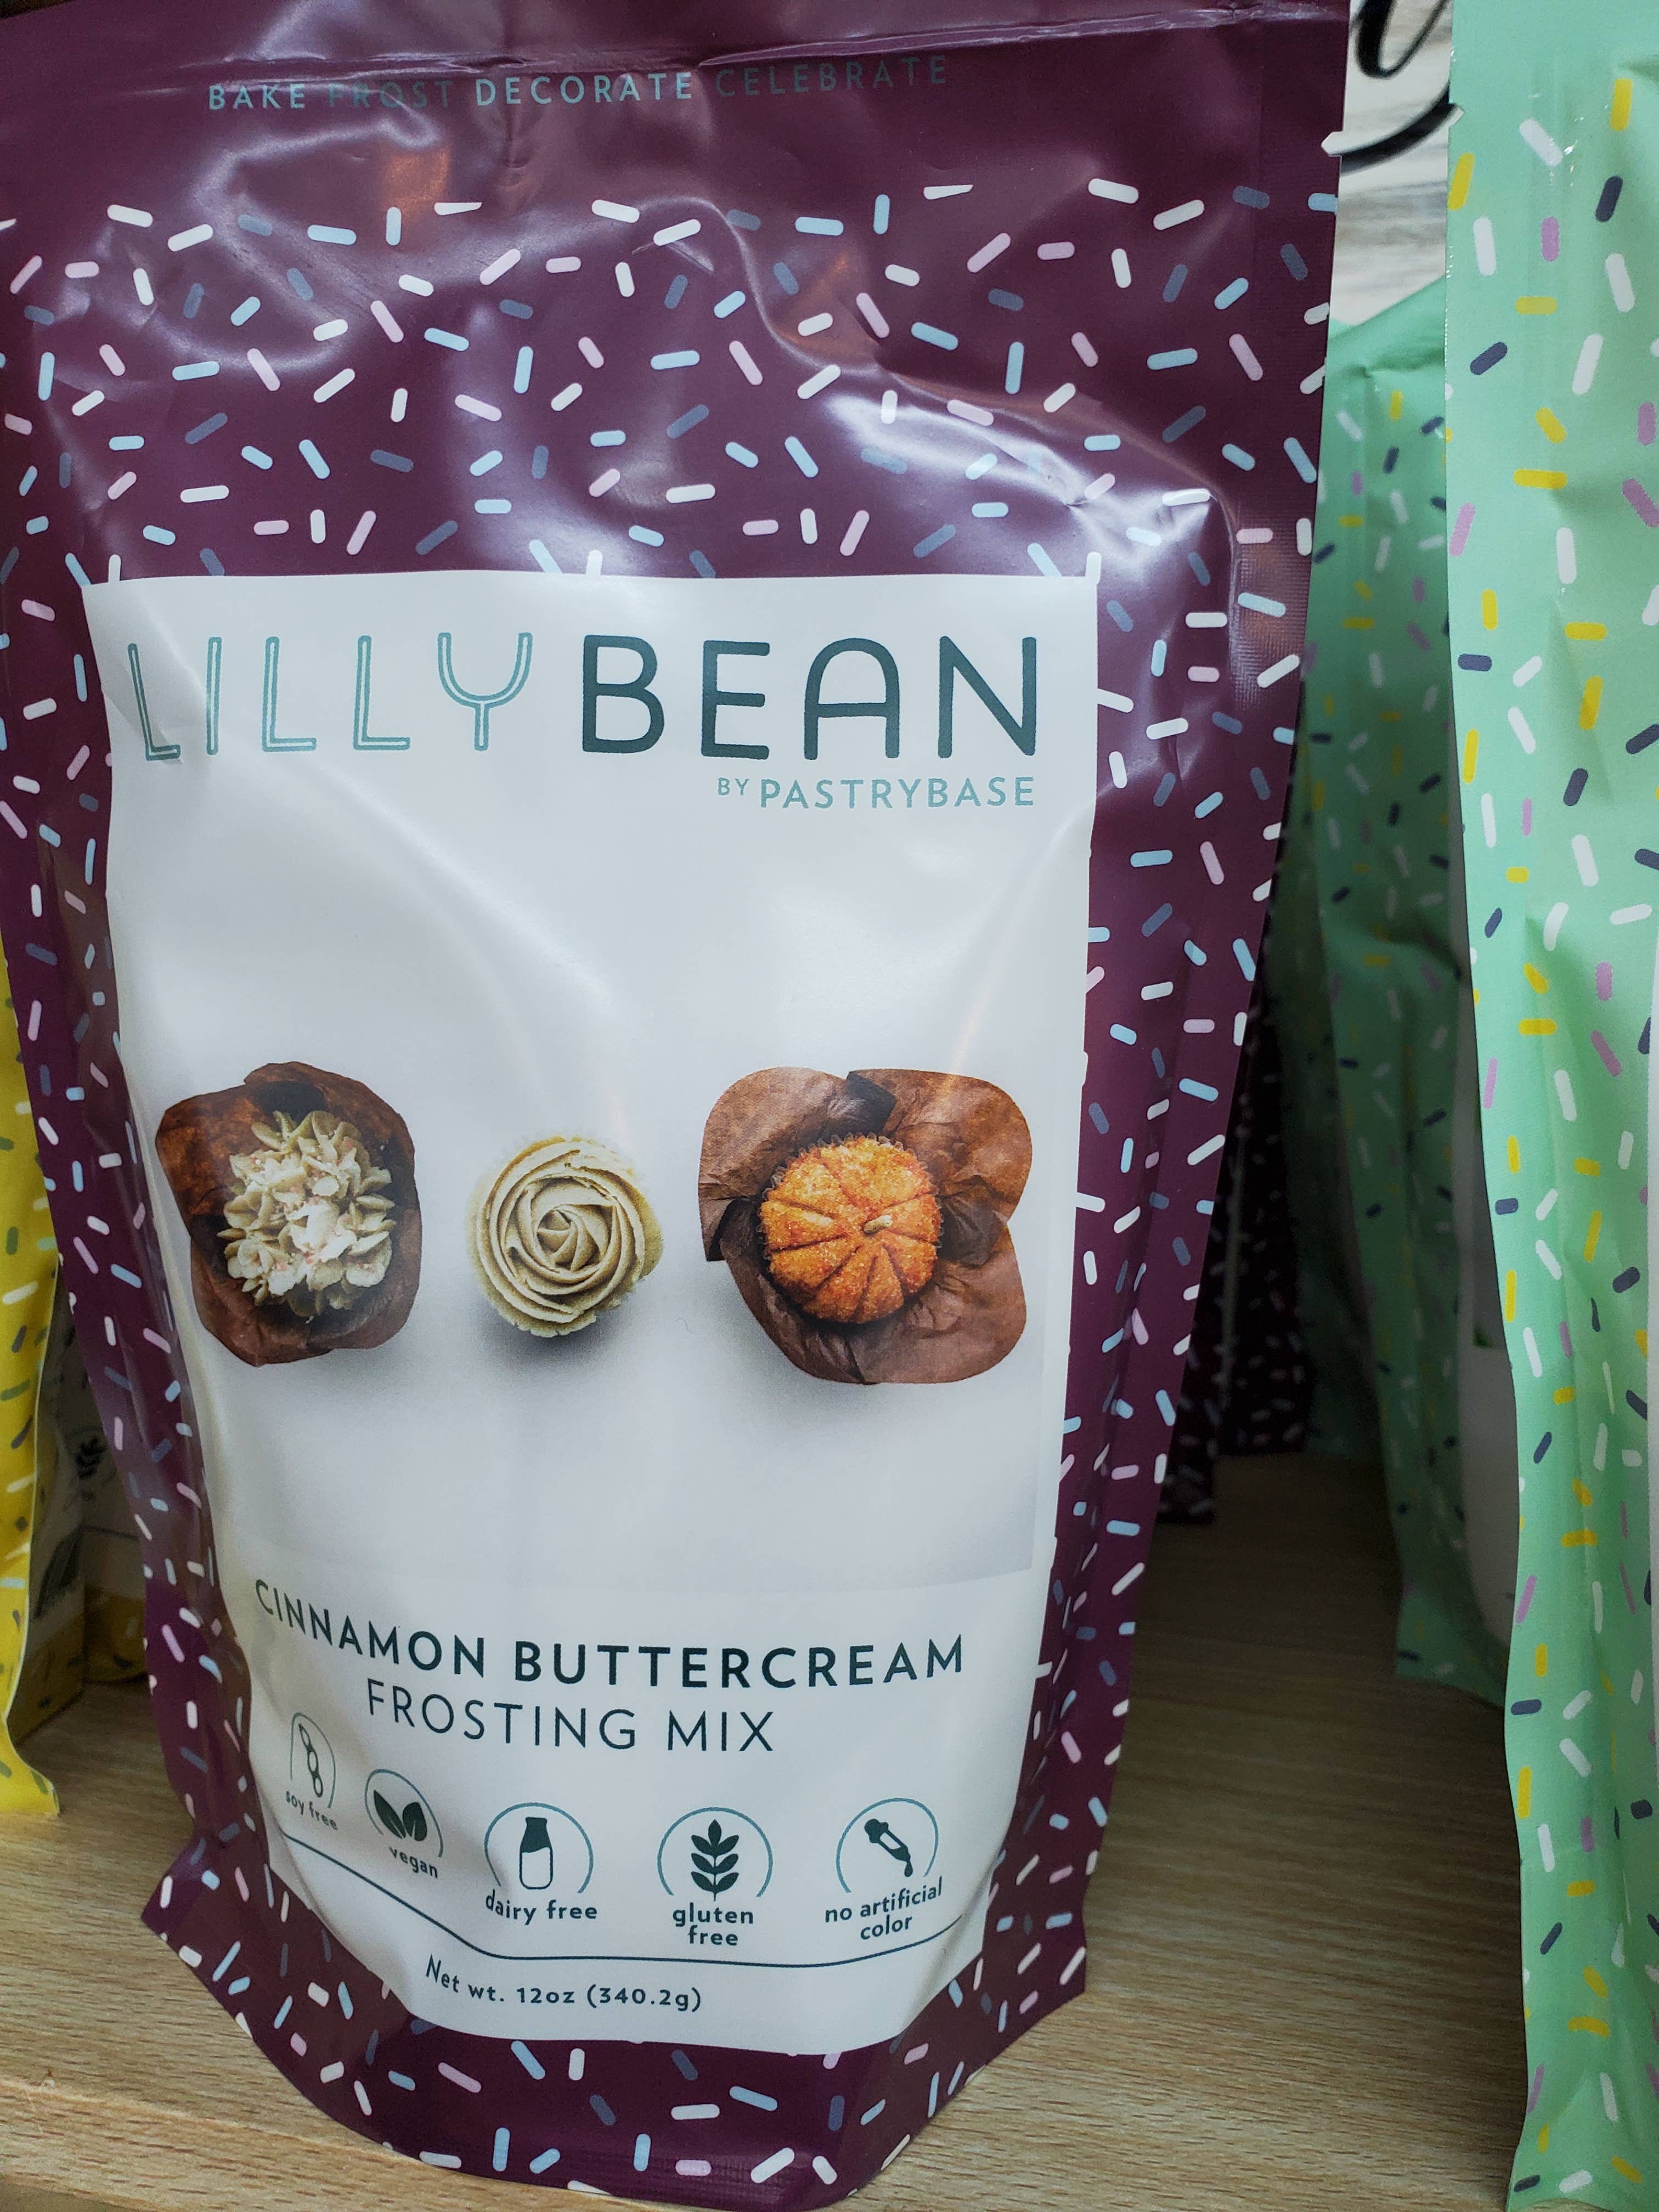 BAKE FROST DECORATE CELEBRATE
LILLYBEAN
BY PASTRYBASE
CINNAMON BUTTERCREAM
FROSTING MIX
soy free
vegan
dairy free
gluten
free
no artificial
color
Net wt. 12oz (340.2g)